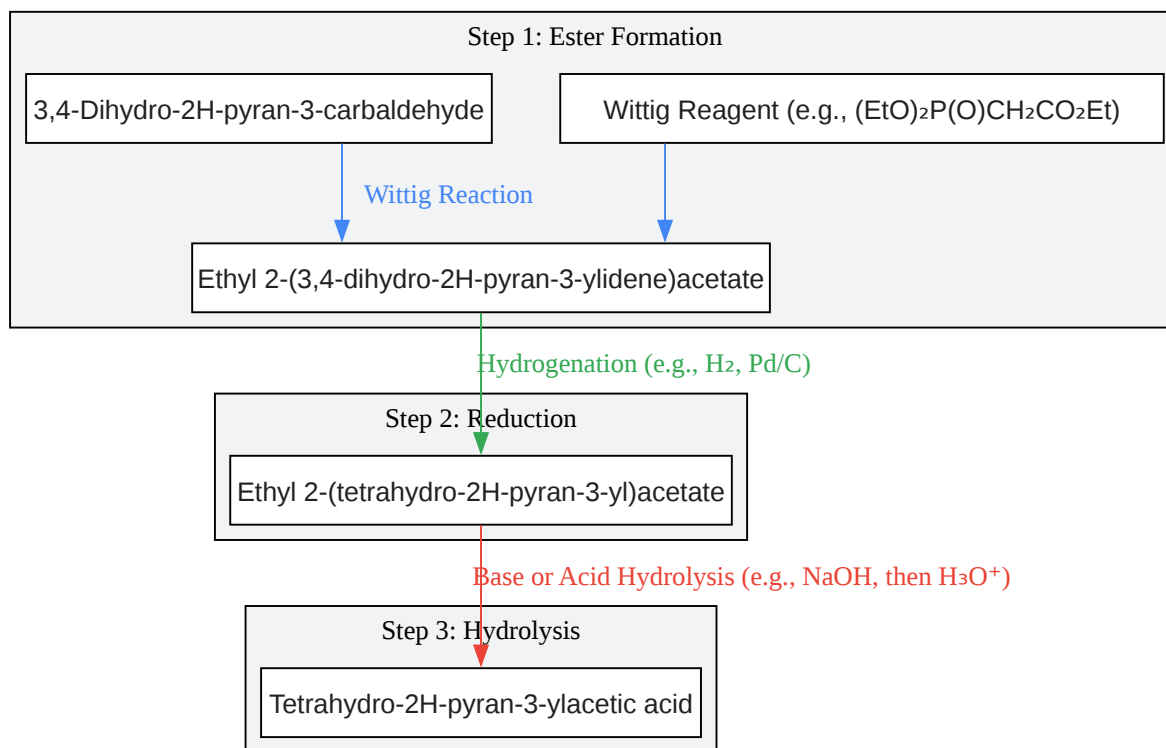 Step 1: Ester Formation
3,4-Dihydro-2H-pyran-3-carbaldehyde
Wittig Reagent (e.g., (EtO)₂P(O)CH₂CO₂Et)
Wittig Reaction
Ethyl 2-(3,4-dihydro-2H-pyran-3-ylidene)acetate
Hydrogenation (e.g., H₂, Pd/C)
Step 2: Reduction
Ethyl 2-(tetrahydro-2H-pyran-3-yl)acetate
Base or Acid Hydrolysis (e.g., NaOH, then H₃O⁺)
Step 3: Hydrolysis
Tetrahydro-2H-pyran-3-ylacetic acid